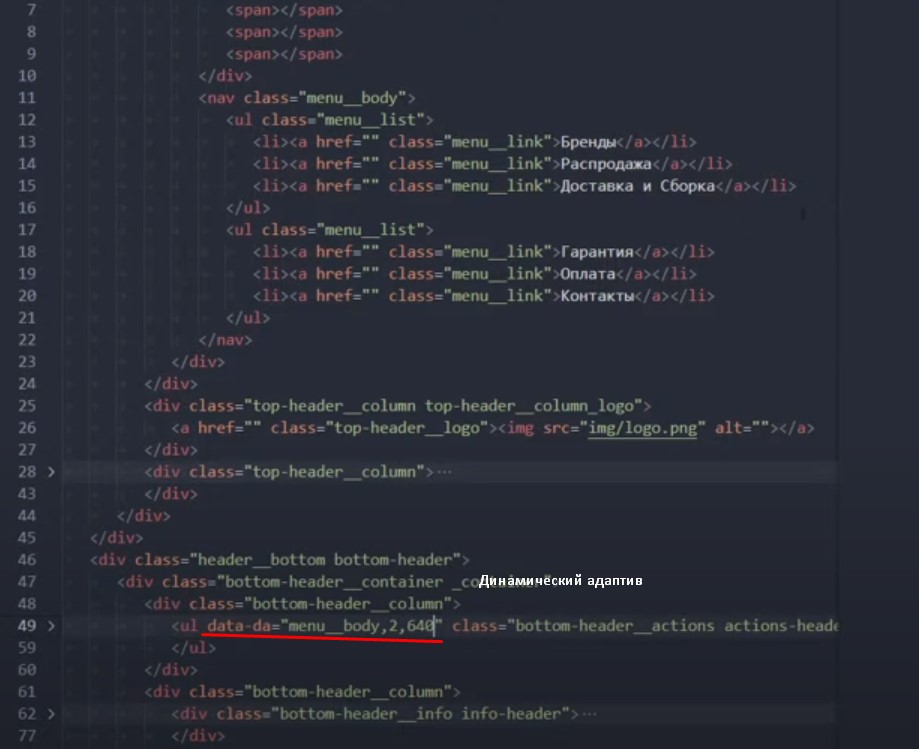 7 <span></span>
8 <span></span>
9 <span></span>
10 </div>
11 <nav class="menu__body">
12 <ul class="menu__list">
13 <li><a href="" class="menu__link">Бренды</a></li>
14 <li><a href="" class="menu__link">Распродажа</a></li>
15 <li><a href="" class="menu__link">Доставка и Сборка</a></li>
16 </ul>
17 <ul class="menu__list">
18 <li><a href="" class="menu__link">Гарантия</a></li>
19 <li><a href="" class="menu__link">Оплата</a></li>
20 <li><a href="" class="menu__link">Контакты</a></li>
21 </ul>
22 </nav>
23 </div>
24 </div>
25 <div class="top-header__column top-header__column_logo">
26 <a href="" class="top-header__logo"><img src="img/logo.png" alt=""></a>
27 </div>
28 > <div class="top-header__column">···
43 </div>
44 </div>
45 </div>
46 <div class="header__bottom bottom-header">
47 <div class="bottom-header__container _co
Динамический адаптив
48 <div class="bottom-header__column">
49 > <ul data-da="menu__body,2,640" class="bottom-header__actions actions-heade
59 </ul>
60 </div>
61 <div class="bottom-header__column">
62 > <div class="bottom-header__info info-header">···
77 </div>